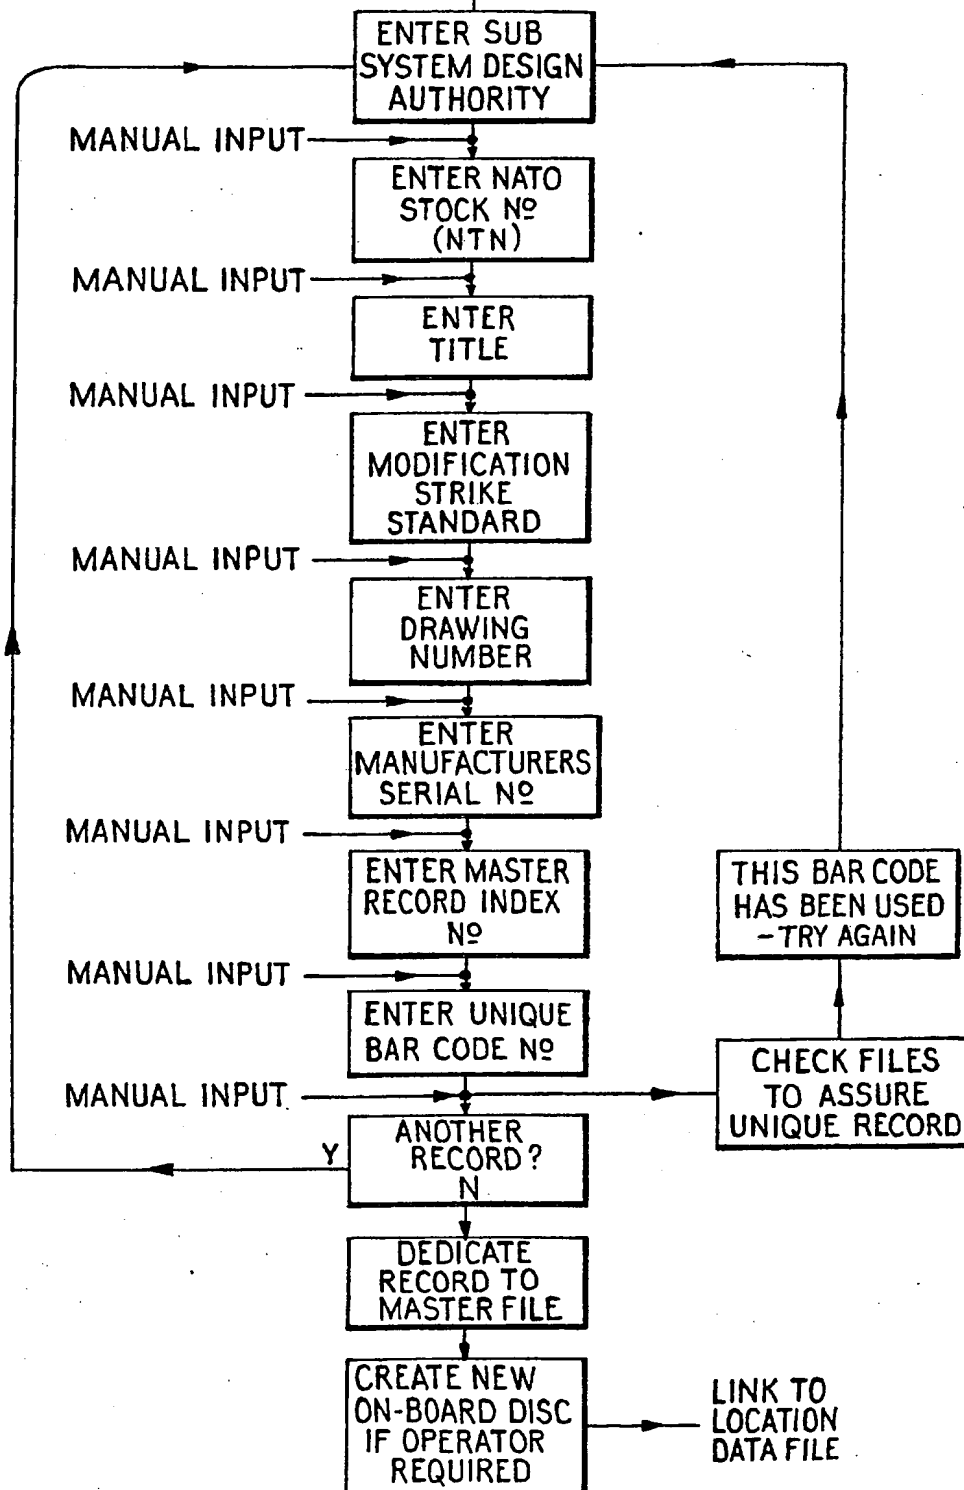 ENTER SUB
SYSTEM DESIGN
AUTHORITY
MANUAL INPUT
ENTER NATO
STOCK Nº
(NTN)
MANUAL INPUT
ENTER
TITLE
MANUAL INPUT
ENTER
MODIFICATION
STRIKE
STANDARD
MANUAL INPUT
ENTER
DRAWING
NUMBER
MANUAL INPUT
ENTER
MANUFACTURERS
SERIAL Nº
MANUAL INPUT
ENTER MASTER
RECORD INDEX
Nº
THIS BAR CODE
HAS BEEN USED
-TRY AGAIN
MANUAL INPUT
ENTER UNIQUE
BAR CODE Nº
CHECK FILES
TO ASSURE
UNIQUE RECORD
MANUAL INPUT
ANOTHER
RECORD?
Y
N
DEDICATE
RECORD TO
MASTER FILE
CREATE NEW
ON-BOARD DISC
IF OPERATOR
REQUIRED
LINK TO
LOCATION
DATA FILE